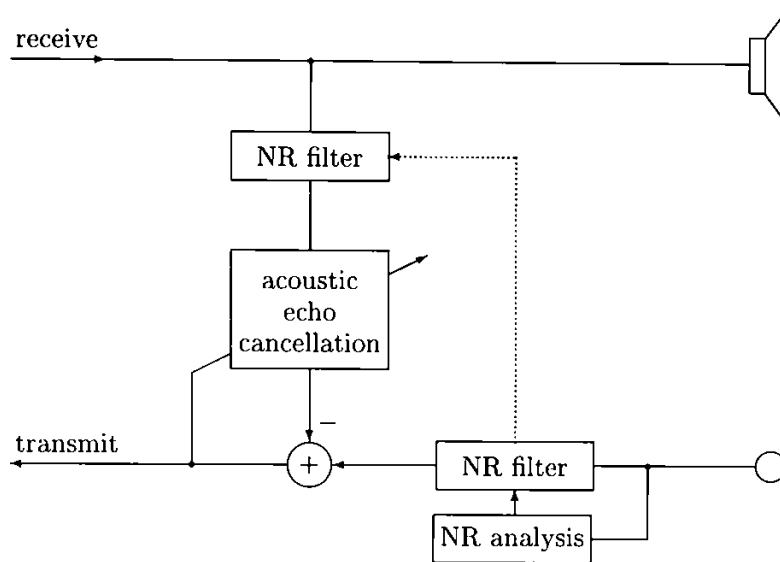 receive
NR filter
acoustic
echo
cancellation
−
transmit
+
NR filter
NR analysis